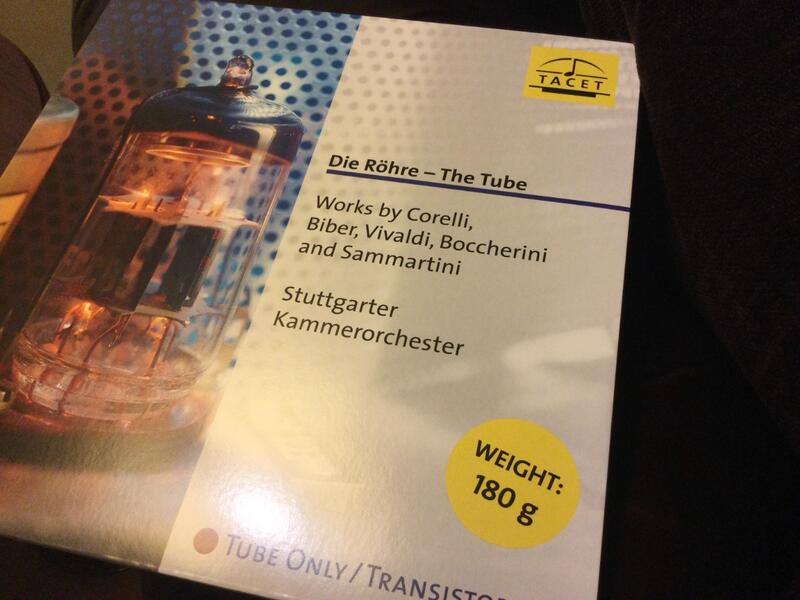 TACET
Die Röhre – The Tube
Works by Corelli,
Biber, Vivaldi, Boccherini
and Sammartini
Stuttgarter
Kammerorchester
WEIGHT:
180 g
TUBE ONLY / TRANSISTO